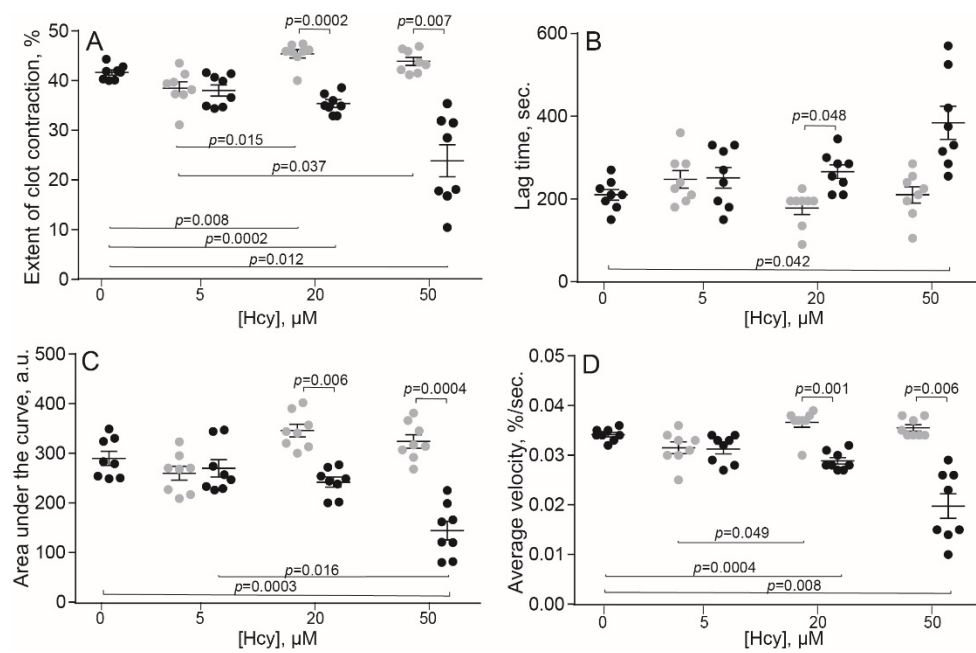 A
Extent of clot contraction, %
50
40
30
20
10
0
p=0.0002
p=0.007
p=0.015
p=0.037
p=0.008
p=0.0002
p=0.012
0
5
20
50
[Hcy], µM
B
Lag time, sec.
600
400
200
0
p=0.048
p=0.042
0
5
20
50
[Hcy], µM
C
Area under the curve, a.u.
500
400
300
200
100
0
p=0.006
p=0.0004
p=0.016
p=0.0003
0
5
20
50
[Hcy], µM
D
Average velocity, %/sec.
0.05
0.04
0.03
0.02
0.01
0.00
p=0.001
p=0.006
p=0.049
p=0.0004
p=0.008
0
5
20
50
[Hcy], µM